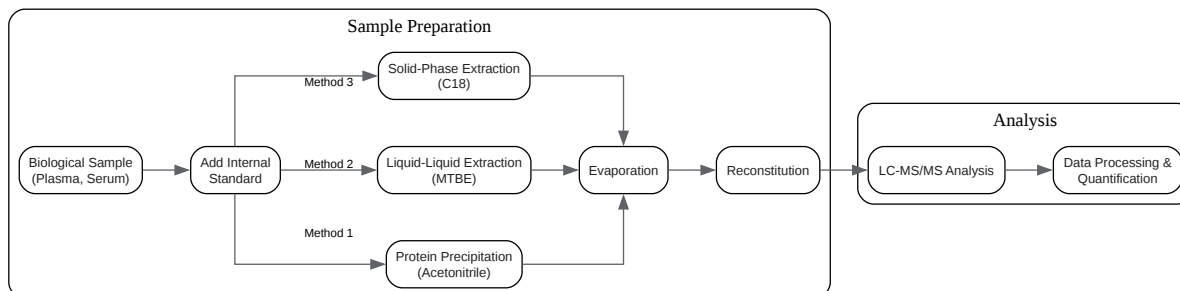 Sample Preparation
Method 3
Solid-Phase Extraction
(C18)
Biological Sample
(Plasma, Serum)
Add Internal
Standard
Method 2
Liquid-Liquid Extraction
(MTBE)
Evaporation
Reconstitution
Method 1
Protein Precipitation
(Acetonitrile)
Analysis
LC-MS/MS Analysis
Data Processing &
Quantification